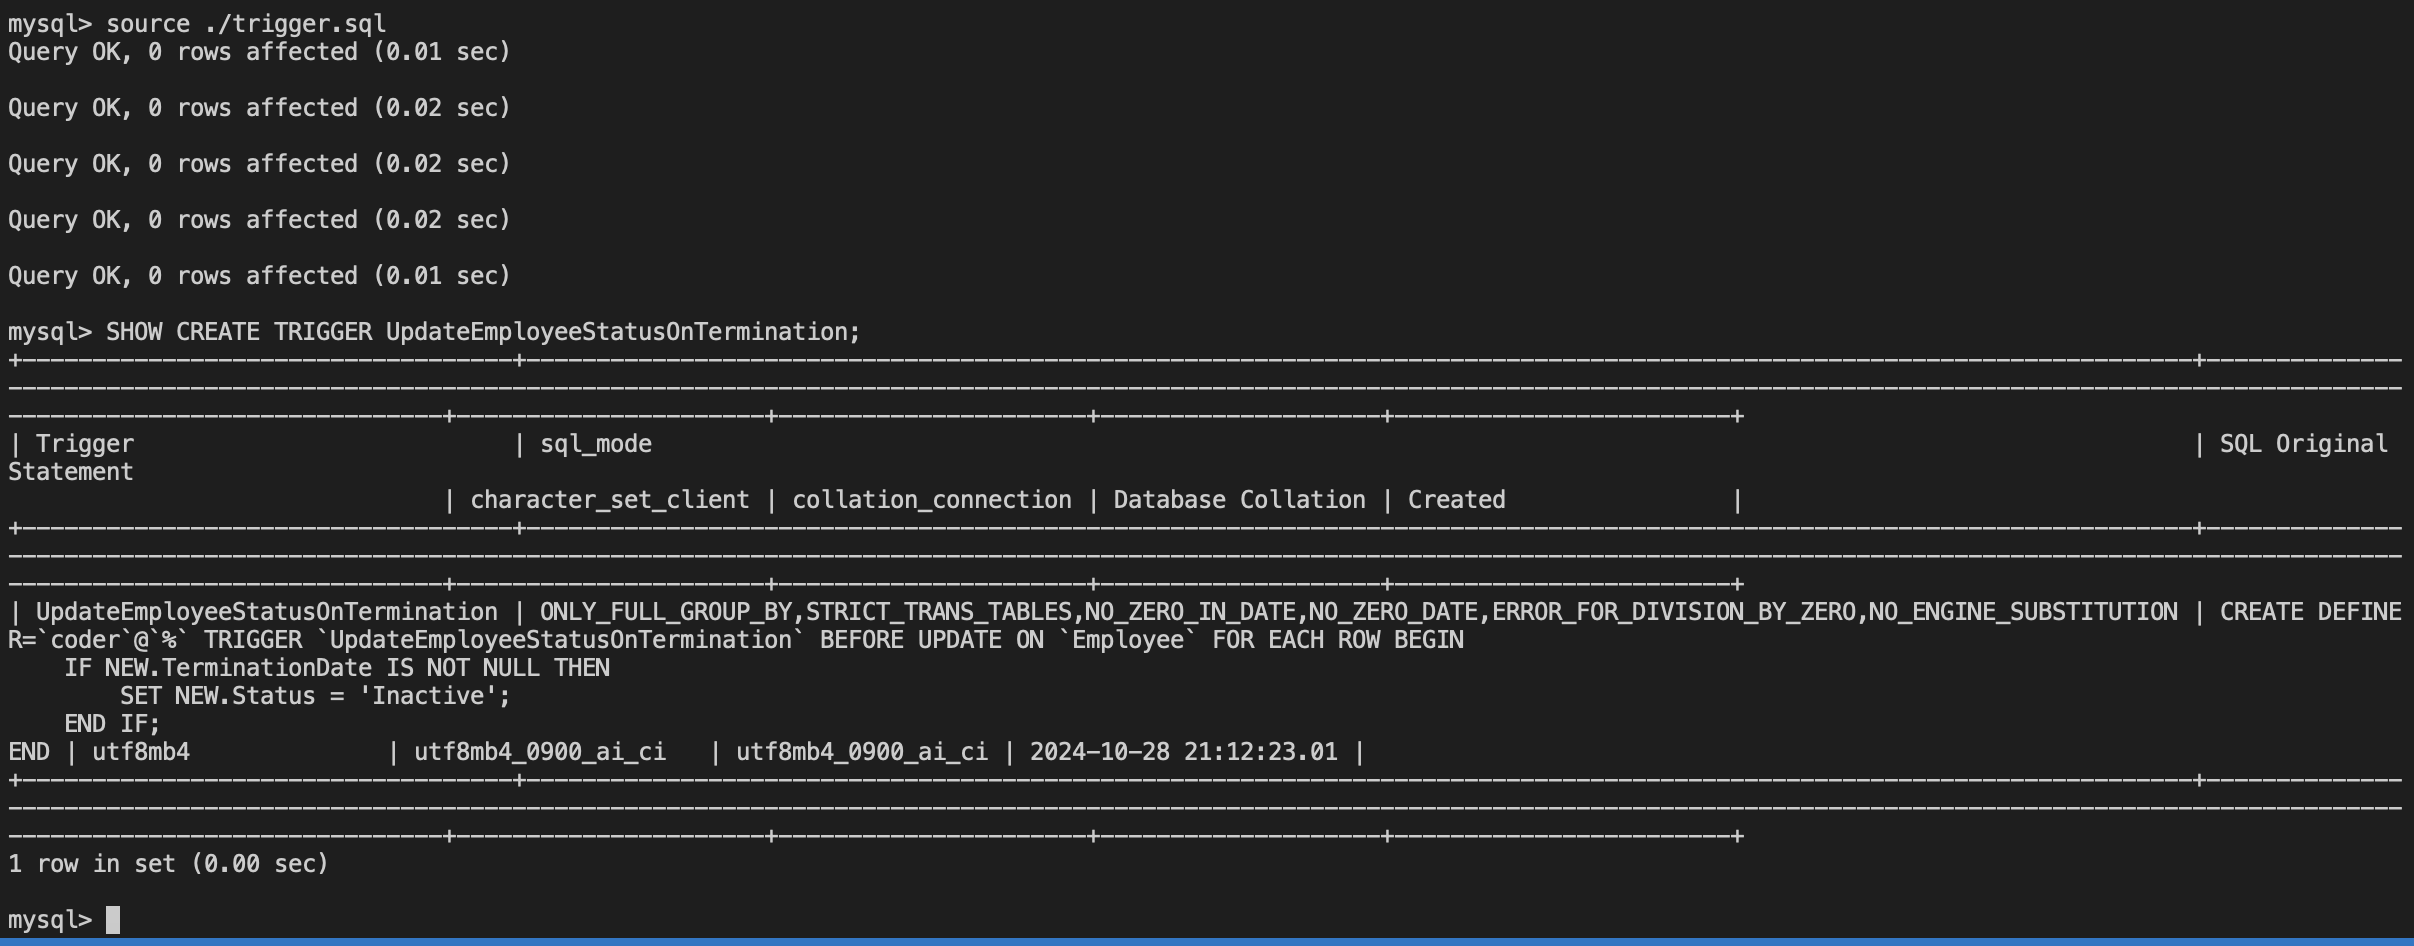 mysql> source ./trigger.sql
Query OK, 0 rows affected (0.01 sec)
Query OK, 0 rows affected (0.02 sec)
Query OK, 0 rows affected (0.02 sec)
Query OK, 0 rows affected (0.02 sec)
Query OK, 0 rows affected (0.01 sec)
mysql> SHOW CREATE TRIGGER UpdateEmployeeStatusOnTermination;
| Trigger | sql_mode | SQL Original
Statement
| character_set_client | collation_connection | Database Collation | Created |
| UpdateEmployeeStatusOnTermination | ONLY_FULL_GROUP_BY,STRICT_TRANS_TABLES,NO_ZERO_IN_DATE,NO_ZERO_DATE,ERROR_FOR_DIVISION_BY_ZERO,NO_ENGINE_SUBSTITUTION | CREATE DEFINE
R=`coder`@`%` TRIGGER `UpdateEmployeeStatusOnTermination` BEFORE UPDATE ON `Employee` FOR EACH ROW BEGIN
IF NEW.TerminationDate IS NOT NULL THEN
SET NEW.Status = 'Inactive';
END IF;
END | utf8mb4 | utf8mb4_0900_ai_ci | utf8mb4_0900_ai_ci | 2024-10-28 21:12:23.01 |
1 row in set (0.00 sec)
mysql>